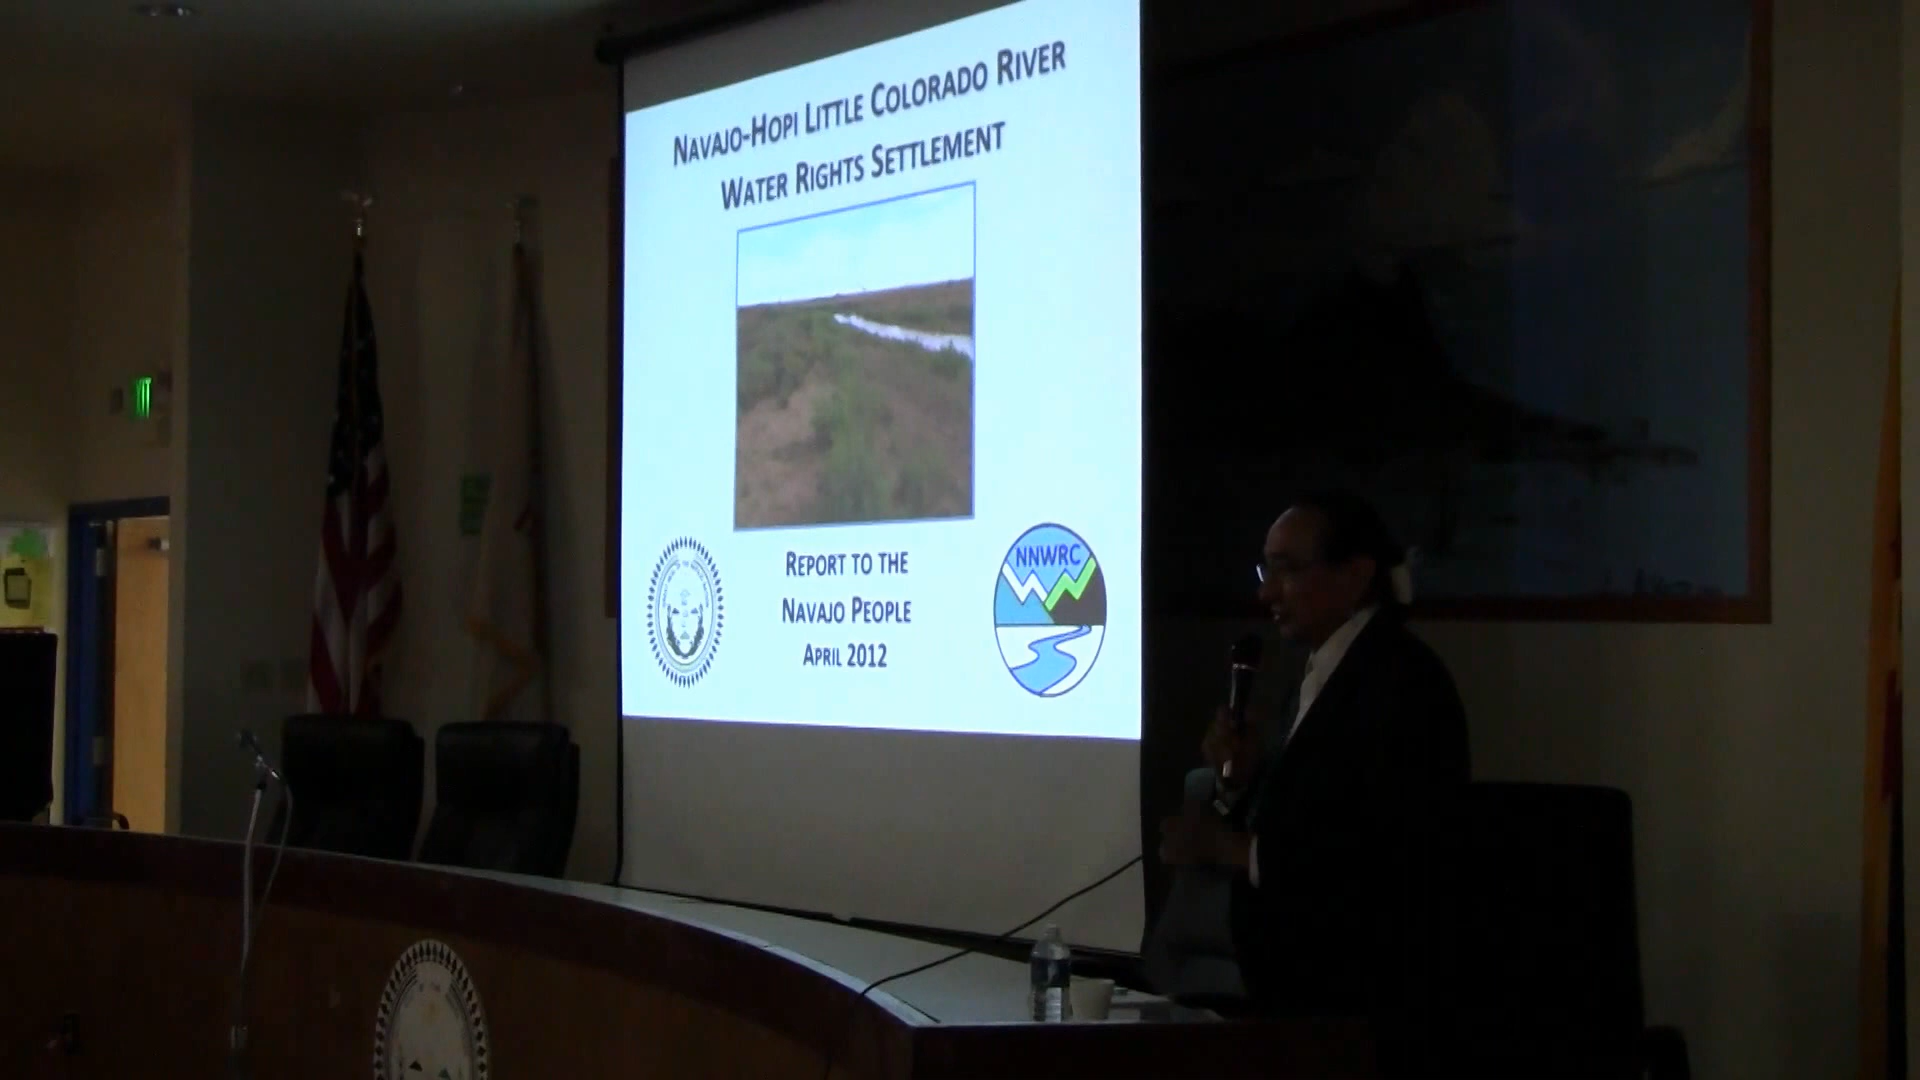 NAVAJO-HOPI LITTLE COLORADO RIVER
WATER RIGHTS SETTLEMENT
REPORT TO THE
NAVAJO PEOPLE
APRIL 2012
NNWRC